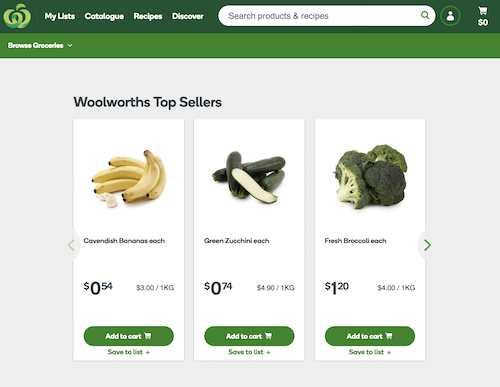 My Lists Catalogue Recipes Discover Search products & recipes $0
Browse Groceries
Woolworths Top Sellers
Cavendish Bananas each Green Zucchini each Fresh Broccoli each
$0.54 $3.00 / 1KG $0.74 $4.90 / 1KG $1.20 $4.00 / 1KG
Add to cart Add to cart Add to cart
Save to list + Save to list + Save to list +